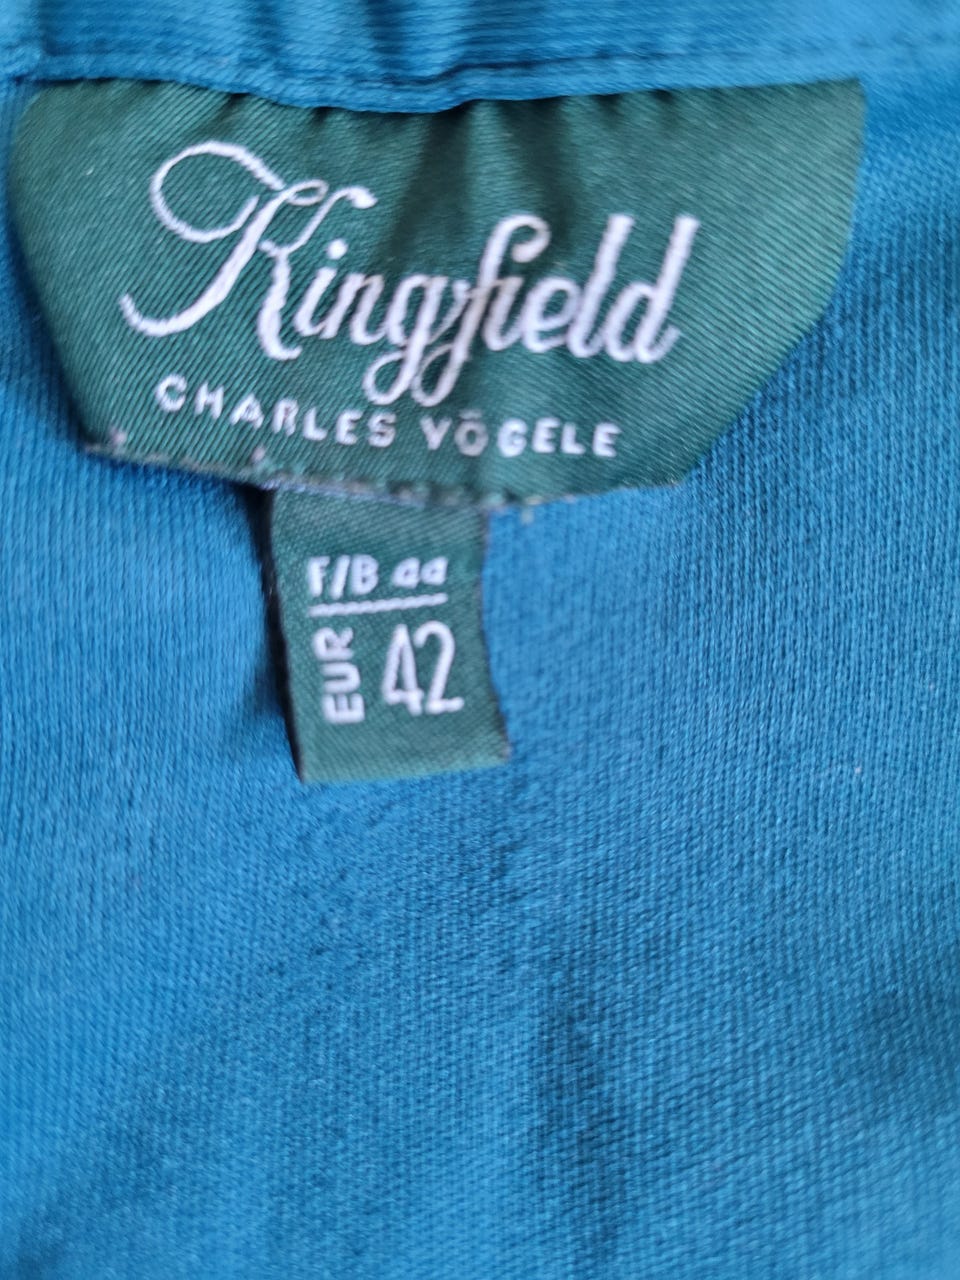 Kingfield
CHARLES VÖGELE
F/B 44
EUR 42